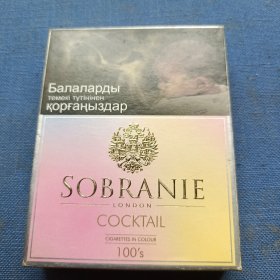 Балаларды
темекі түтінінен
қорғаңыздар
SOBRANIE
LONDON
COCKTAIL
CIGARETTES IN COLOUR
100's